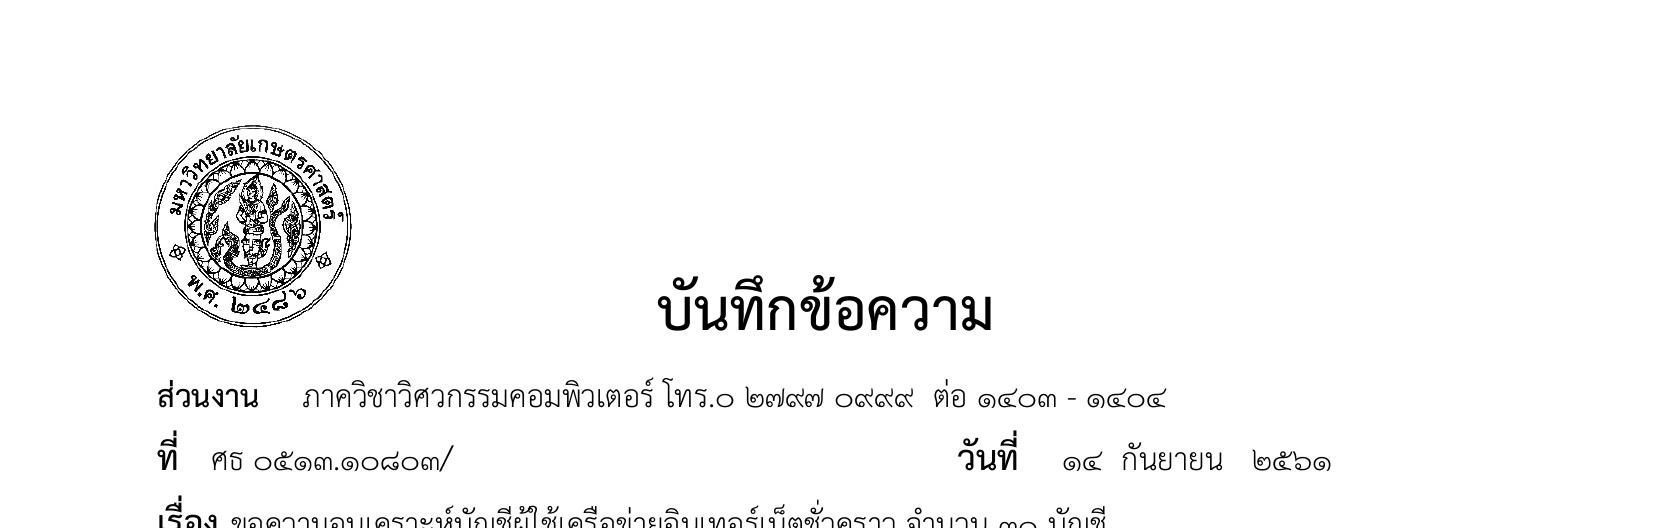 มหาวิทยาลัยเกษตรศาสตร์
พ.ศ. ๒๔๘๖
บันทึกข้อความ
ส่วนงาน ภาควิชาวิศวกรรมคอมพิวเตอร์ โทร.๐ ๒๗๙๗ ๐๙๙๙ ต่อ ๑๔๐๓ - ๑๔๐๔
ที่ ศธ ๐๕๑๓.๑๐๘๐๓/ วันที่ ๑๔ กันยายน ๒๕๖๑
เรื่อง ขอความอนุเคราะห์บัญชีผู้ใช้เครือข่ายอินเทอร์เน็ตชั่วคราว จำนวน ๓๐ บัญชี